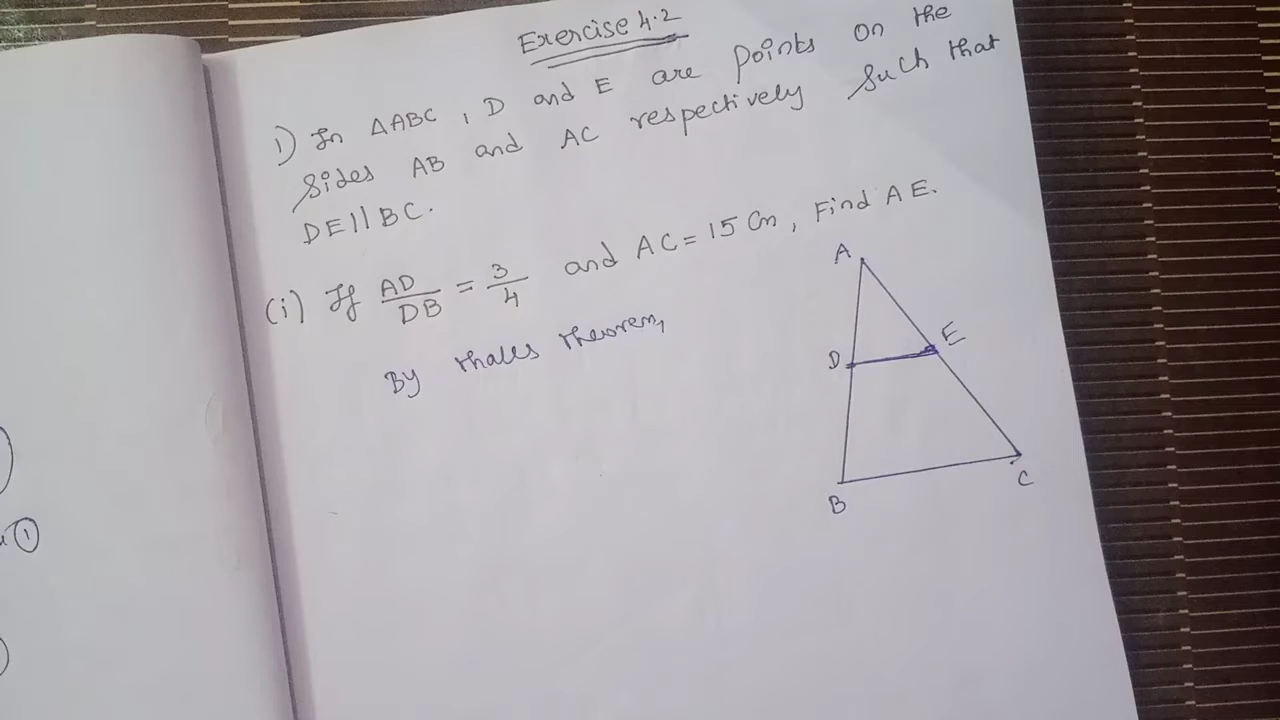 Exercise 4.2
1) In ΔABC, D and E are points on the
sides AB and AC respectively such that
DE||BC.
(i) If AD/DB = 3/4 and AC = 15 Cm, Find AE.
By thales theorem,
A
D
E
B
C
1